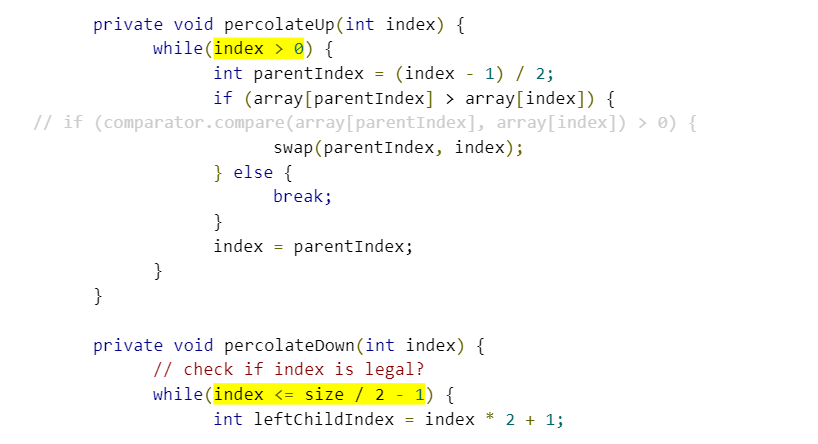 private void percolateUp(int index) {
while(index > 0) {
int parentIndex = (index - 1) / 2;
if (array[parentIndex] > array[index]) {
// if (comparator.compare(array[parentIndex], array[index]) > 0) {
swap(parentIndex, index);
} else {
break;
}
index = parentIndex;
}
}
private void percolateDown(int index) {
// check if index is legal?
while(index <= size / 2 - 1) {
int leftChildIndex = index * 2 + 1;